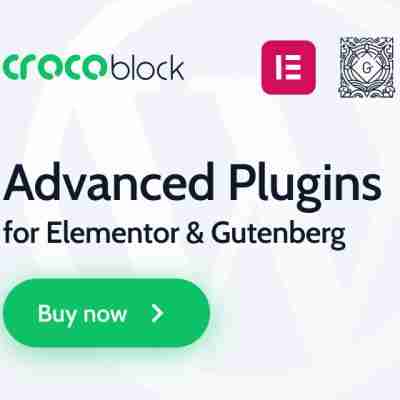 crocoblock
G
Advanced Plugins
for Elementor & Gutenberg
Buy now